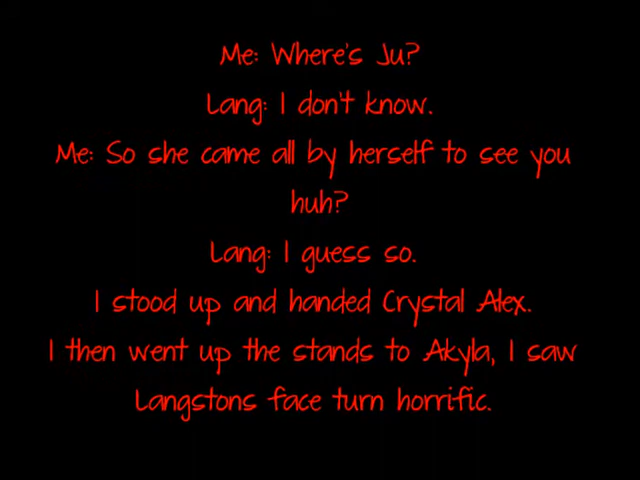 Me: Where's Ju?
Lang: I don't know.
Me: So she came all by herself to see you
huh?
Lang: I guess so.
I stood up and handed Crystal Alex.
I then went up the stands to Akyla, I saw
Langstons face turn horrific.